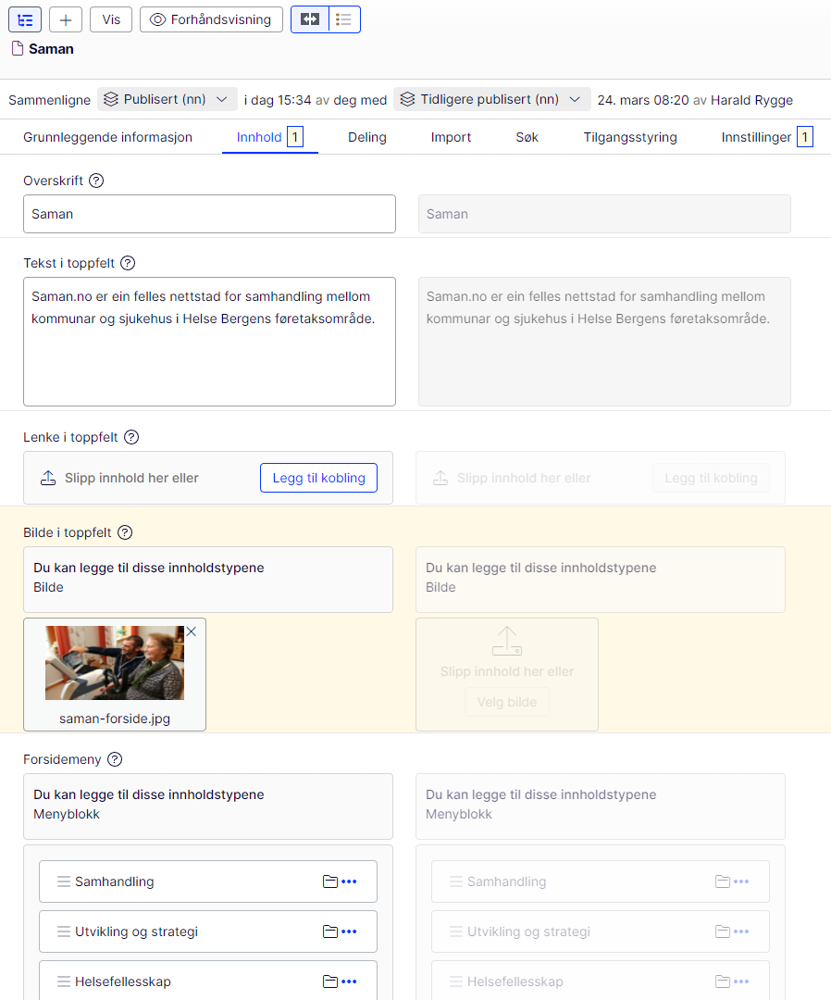 Vis
Forhåndsvisning
Saman
Sammenligne Publisert (nn) i dag 15:34 av deg med Tidligere publisert (nn) 24. mars 08:20 av Harald Rygge
Grunnleggende informasjon Innhold 1 Deling Import Søk Tilgangsstyring Innstillinger 1
Overskrift ?
Saman Saman
Tekst i toppfelt ?
Saman.no er ein felles nettstad for samhandling mellom
kommunar og sjukehus i Helse Bergens føretaksområde.
Saman.no er ein felles nettstad for samhandling mellom
kommunar og sjukehus i Helse Bergens føretaksområde.
Lenke i toppfelt ?
Slipp innhold her eller Legg til kobling Slipp innhold her eller Legg til kobling
Bilde i toppfelt ?
Du kan legge til disse innholdstypene
Bilde
Du kan legge til disse innholdstypene
Bilde
saman-forside.jpg
Slipp innhold her eller
Velg bilde
Forsidemeny ?
Du kan legge til disse innholdstypene
Menyblokk
Du kan legge til disse innholdstypene
Menyblokk
Samhandling Samhandling
Utvikling og strategi Utvikling og strategi
Helsefellesskap Helsefellesskap